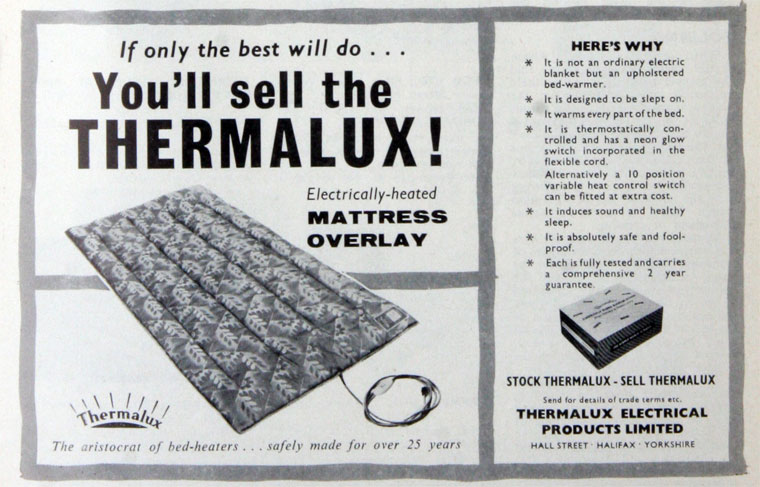 If only the best will do . . .
You'll sell the
THERMALUX!
Electrically-heated
MATTRESS
OVERLAY
Thermalux
The aristocrat of bed-heaters . . . safely made for over 25 years
HERE'S WHY
* It is not an ordinary electric
blanket but an upholstered
bed-warmer.
* It is designed to be slept on.
* It warms every part of the bed.
* It is thermostatically con-
trolled and has a neon glow
switch incorporated in the
flexible cord.
Alternatively a 10 position
variable heat control switch
can be fitted at extra cost.
* It induces sound and healthy
sleep.
* It is absolutely safe and fool-
proof.
* Each is fully tested and carries
a comprehensive 2 year
guarantee.
STOCK THERMALUX - SELL THERMALUX
Send for details of trade terms etc.
THERMALUX ELECTRICAL
PRODUCTS LIMITED
HALL STREET · HALIFAX · YORKSHIRE